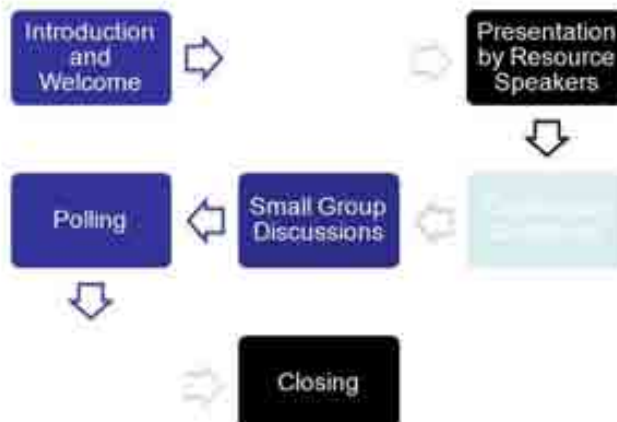 Introduction
and
Welcome
Presentation
by Resource
Speakers
Polling
Small Group
Discussions
Closing